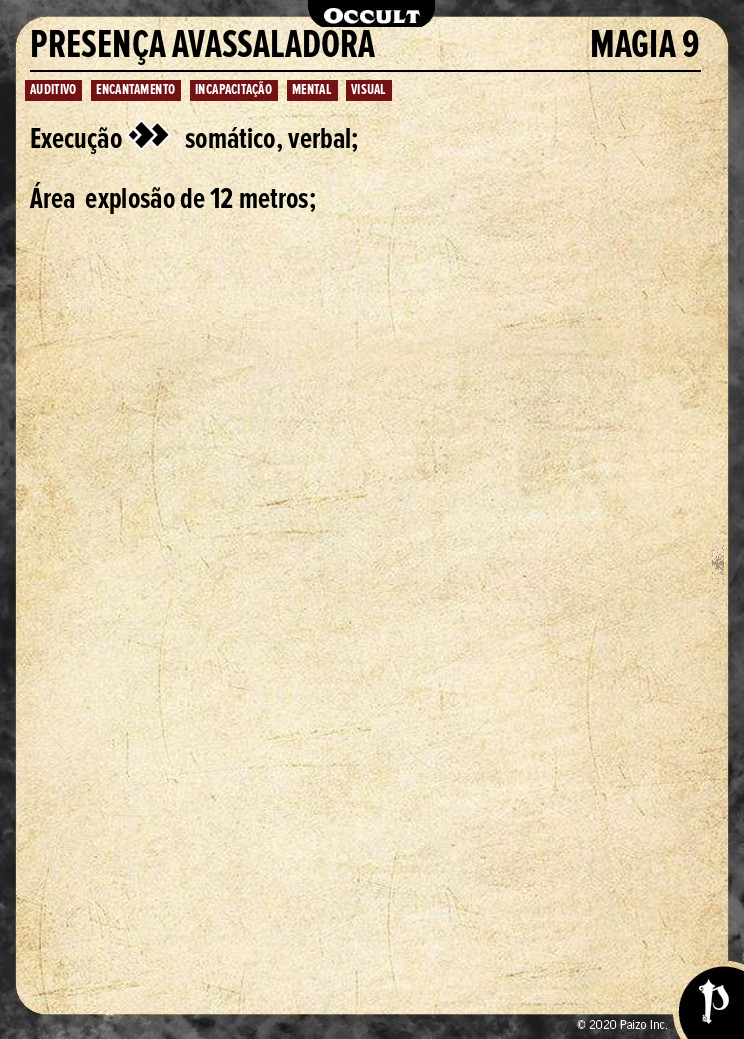 OCCULT
PRESENÇA AVASSALADORA MAGIA 9
AUDITIVO ENCANTAMENTO INCAPACITAÇÃO MENTAL VISUAL
Execução somático, verbal;
Área explosão de 12 metros;
© 2020 Paizo Inc.
P